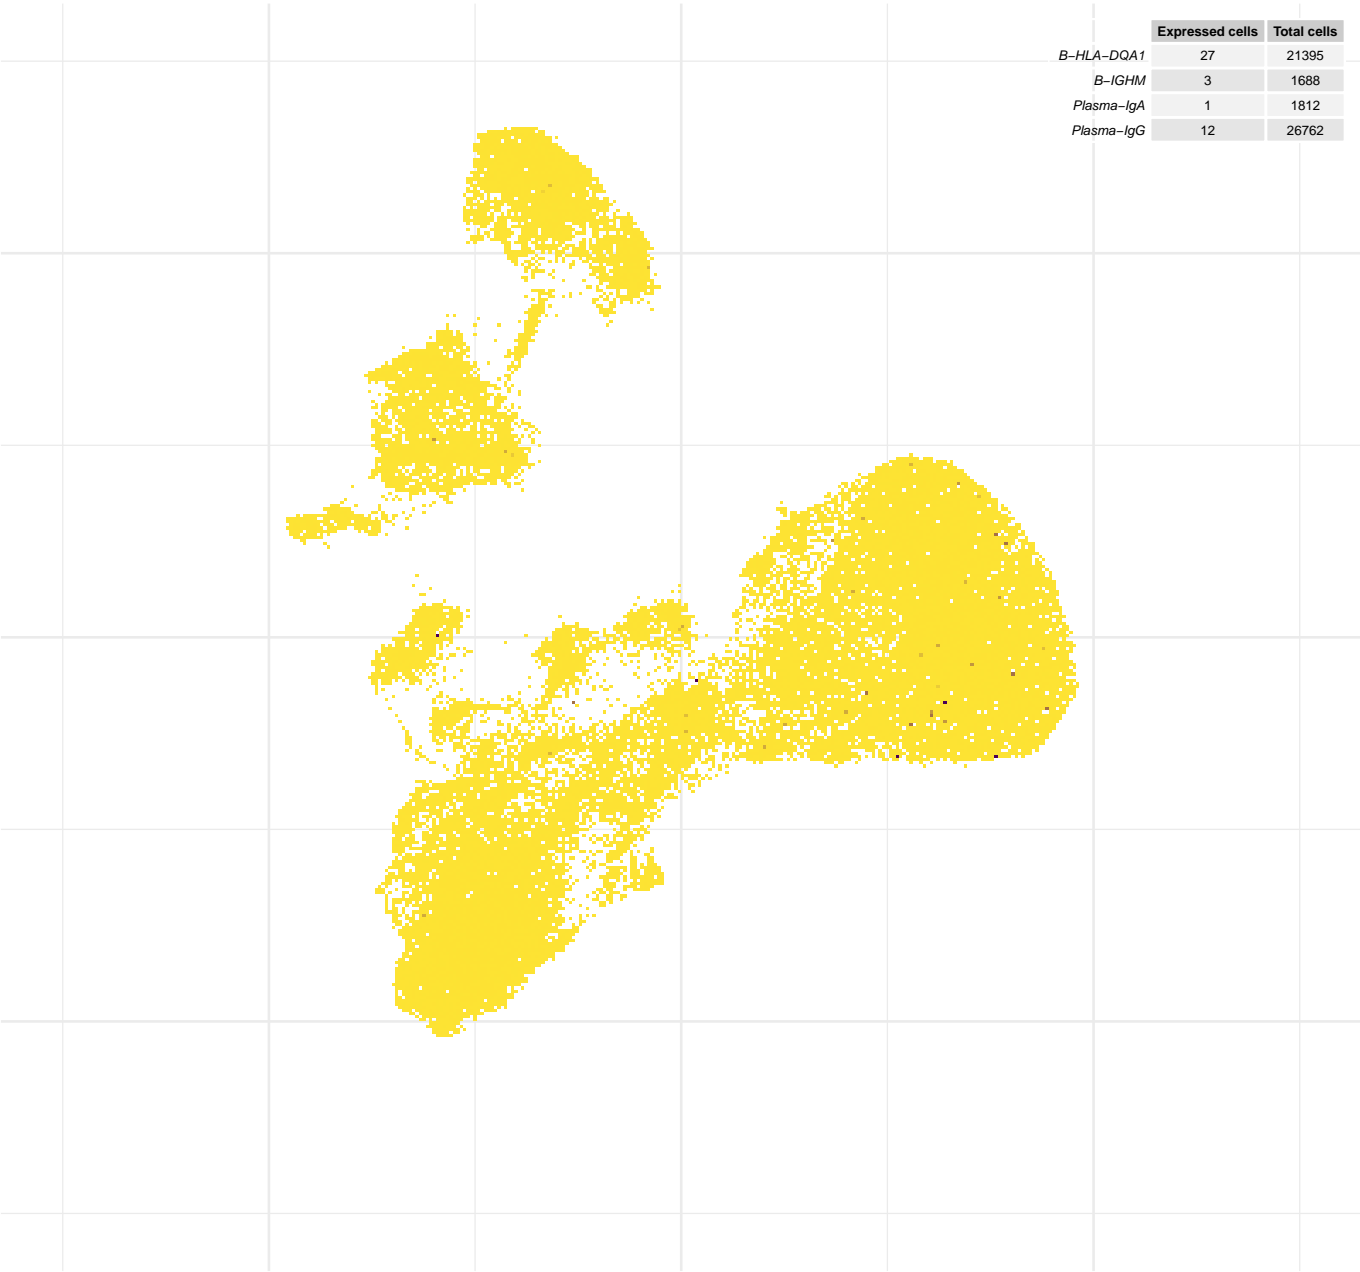 Expressed cells Total cells
B−HLA−DQA1 27 21395
B−IGHM 3 1688
Plasma−IgA 1 1812
Plasma−IgG 12 26762